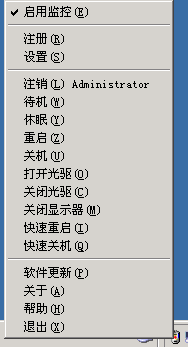 启用监控(E)
注册(R)
设置(S)
注销(L) Administrator
待机(W)
休眠(Y)
重启(Z)
关机(U)
打开光驱(O)
关闭光驱(C)
关闭显示器(M)
快速重启(I)
快速关机(Q)
软件更新(P)
关于(A)
帮助(H)
退出(X)